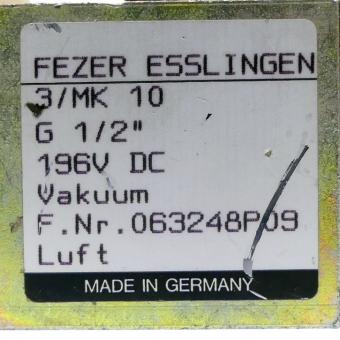 FEZER ESSLINGEN
3/MK 10
G 1/2"
196V DC
Vakuum
F.Nr.063248P09
Luft
MADE IN GERMANY